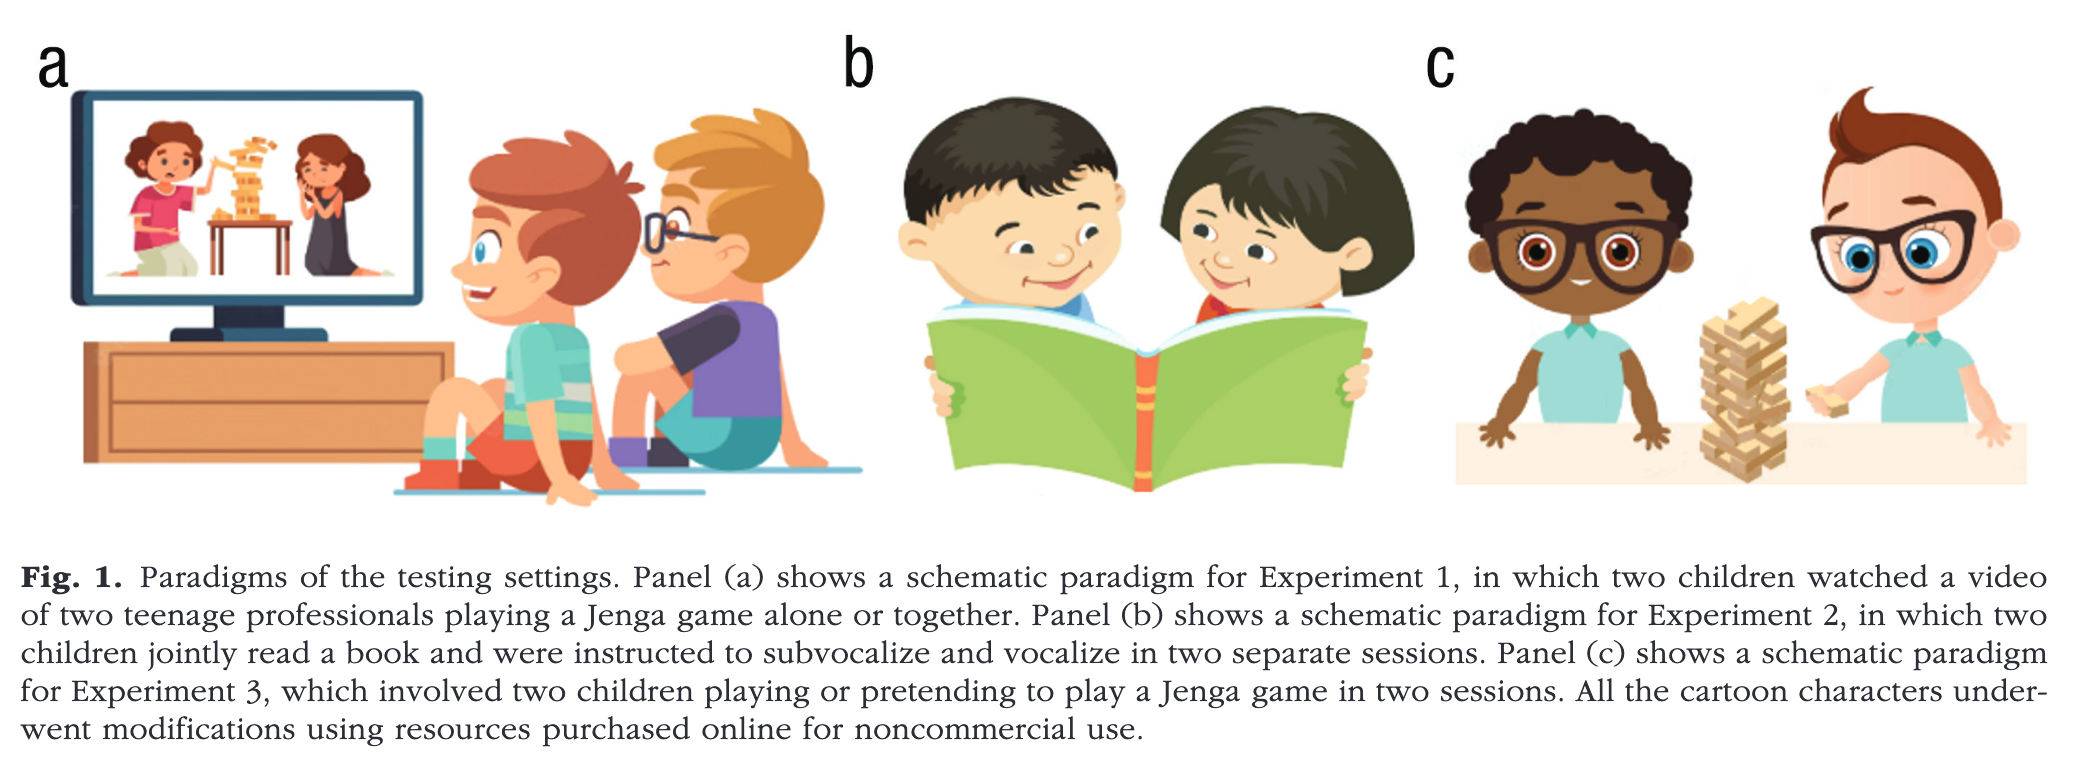 a
b
c
Fig. 1. Paradigms of the testing settings. Panel (a) shows a schematic paradigm for Experiment 1, in which two children watched a video
of two teenage professionals playing a Jenga game alone or together. Panel (b) shows a schematic paradigm for Experiment 2, in which two
children jointly read a book and were instructed to subvocalize and vocalize in two separate sessions. Panel (c) shows a schematic paradigm
for Experiment 3, which involved two children playing or pretending to play a Jenga game in two sessions. All the cartoon characters under-
went modifications using resources purchased online for noncommercial use.